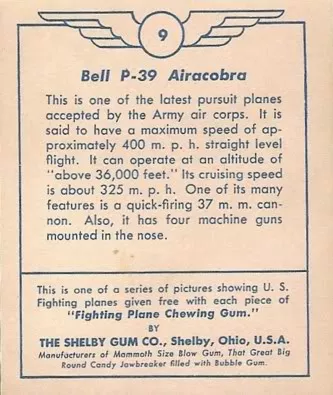 9
Bell P-39 Airacobra
This is one of the latest pursuit planes
accepted by the Army air corps. It is
said to have a maximum speed of ap-
proximately 400 m. p. h. straight level
flight. It can operate at an altitude of
"above 36,000 feet." Its cruising speed
is about 325 m. p. h. One of its many
features is a quick-firing 37 m. m. can-
non. Also, it has four machine guns
mounted in the nose.
This is one of a series of pictures showing U. S.
Fighting planes given free with each piece of
"Fighting Plane Chewing Gum."
BY
THE SHELBY GUM CO., Shelby, Ohio, U.S.A.
Manufacturers of Mammoth Size Blow Gum, That Great Big
Round Candy Jawbreaker filled with Bubble Gum.